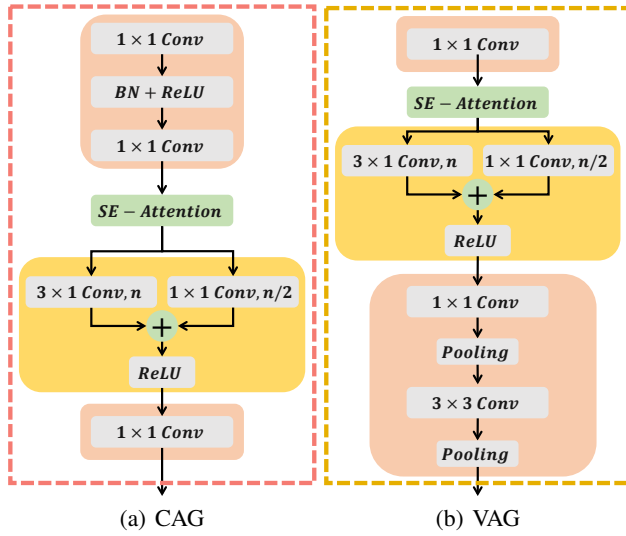 1 × 1 Conv
BN + ReLU
1 × 1 Conv
SE − Attention
3 × 1 Conv, n
1 × 1 Conv, n/2
+
ReLU
1 × 1 Conv
(a) CAG
1 × 1 Conv
SE − Attention
3 × 1 Conv, n
1 × 1 Conv, n/2
+
ReLU
1 × 1 Conv
Pooling
3 × 3 Conv
Pooling
(b) VAG